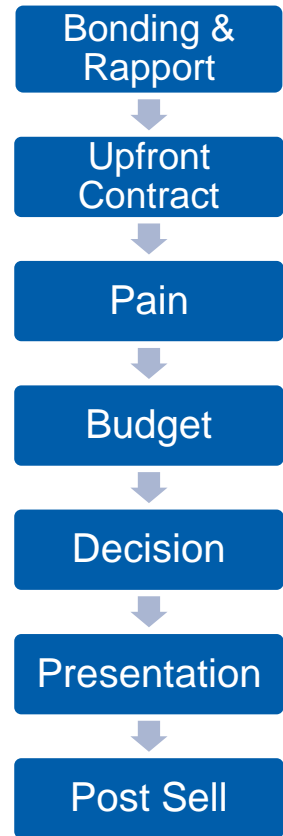 Bonding &
Rapport
Upfront
Contract
Pain
Budget
Decision
Presentation
Post Sell